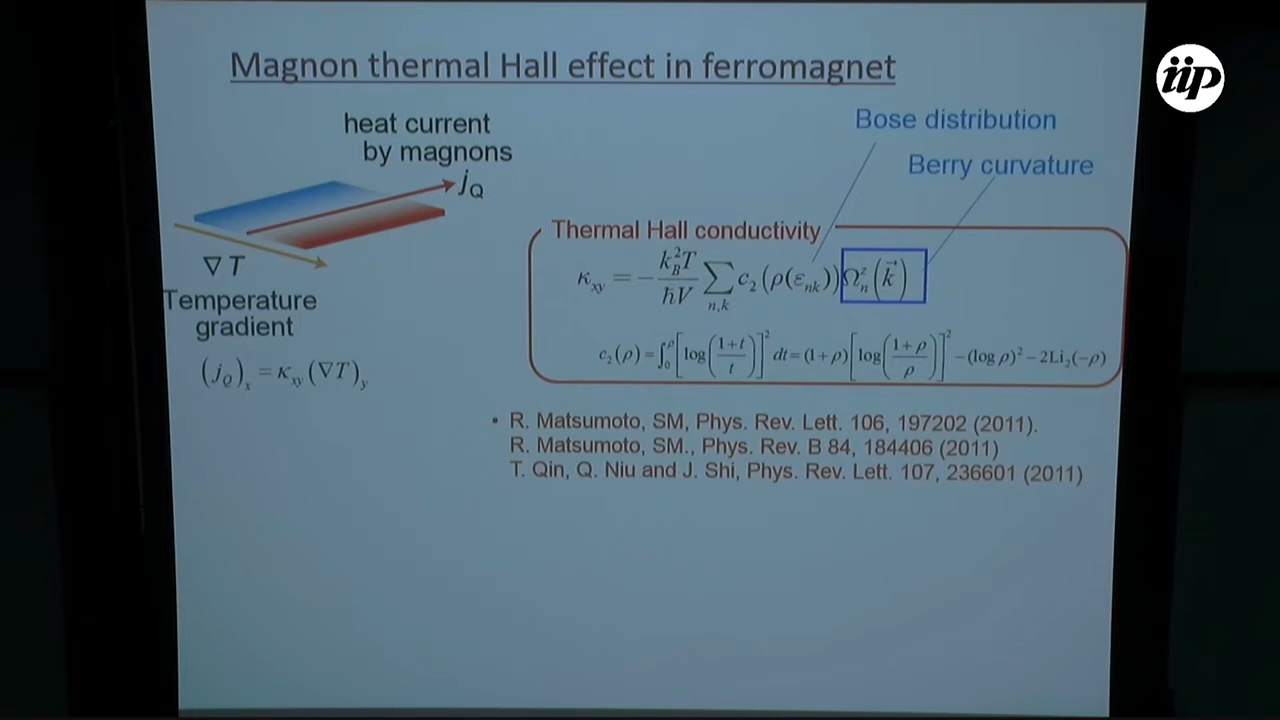 Magnon thermal Hall effect in ferromagnet
iip
heat current
by magnons
j_Q
∇T
Temperature
gradient
(j_Q)_x = κ_xy (∇T)_y
Bose distribution
Berry curvature
Thermal Hall conductivity
κ_xy = −(k_B^2 T / ħV) ∑_{n,k} c_2(ρ(ε_nk)) Ω_n^z(k⃗)
c_2(ρ) = ∫_0^ρ [log((1+t)/t)]^2 dt = (1+ρ)[log((1+ρ)/ρ)]^2 − (log ρ)^2 − 2Li_2(−ρ)
• R. Matsumoto, SM, Phys. Rev. Lett. 106, 197202 (2011).
R. Matsumoto, SM., Phys. Rev. B 84, 184406 (2011)
T. Qin, Q. Niu and J. Shi, Phys. Rev. Lett. 107, 236601 (2011)